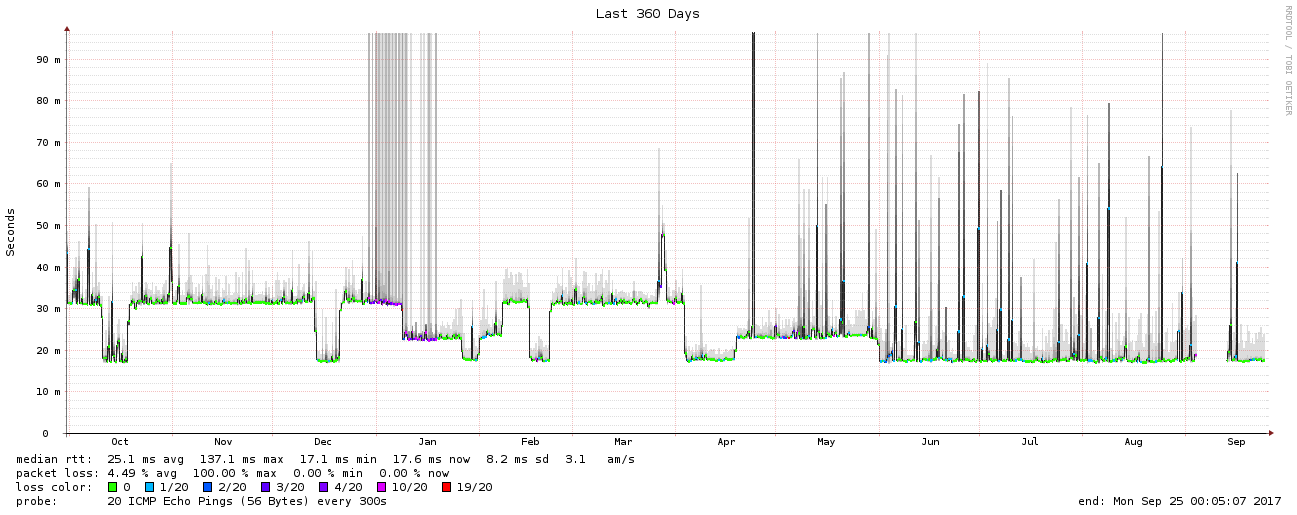 Last 360 Days
RRDTOOL / TOBI OETIKER
Seconds
90 m
80 m
70 m
60 m
50 m
40 m
30 m
20 m
10 m
0
Oct Nov Dec Jan Feb Mar Apr May Jun Jul Aug Sep
median rtt: 25.1 ms avg 137.1 ms max 17.1 ms min 17.6 ms now 8.2 ms sd 3.1 am/s
packet loss: 4.49 % avg 100.00 % max 0.00 % min 0.00 % now
loss color: 0 1/20 2/20 3/20 4/20 10/20 19/20
probe: 20 ICMP Echo Pings (56 Bytes) every 300s end: Mon Sep 25 00:05:07 2017